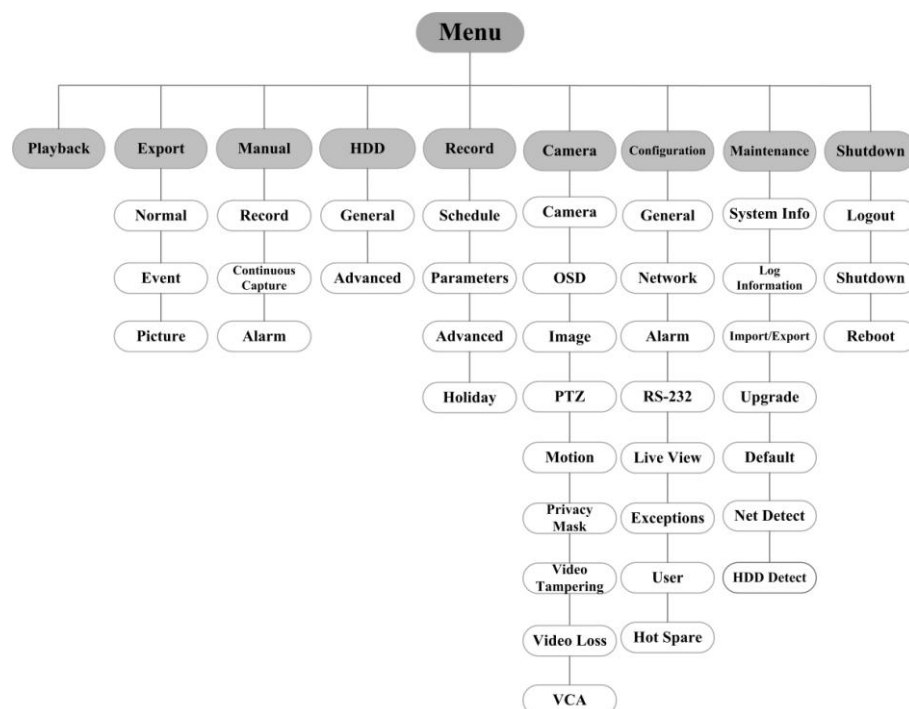 Menu
Playback
Export
Manual
HDD
Record
Camera
Configuration
Maintenance
Shutdown
Normal
Record
General
Schedule
Camera
General
System Info
Logout
Event
Continuous
Capture
Advanced
Parameters
OSD
Network
Log
Information
Shutdown
Picture
Alarm
Advanced
Image
Alarm
Import/Export
Reboot
Holiday
PTZ
RS-232
Upgrade
Motion
Live View
Default
Privacy
Mask
Exceptions
Net Detect
Video
Tampering
User
HDD Detect
Video Loss
Hot Spare
VCA